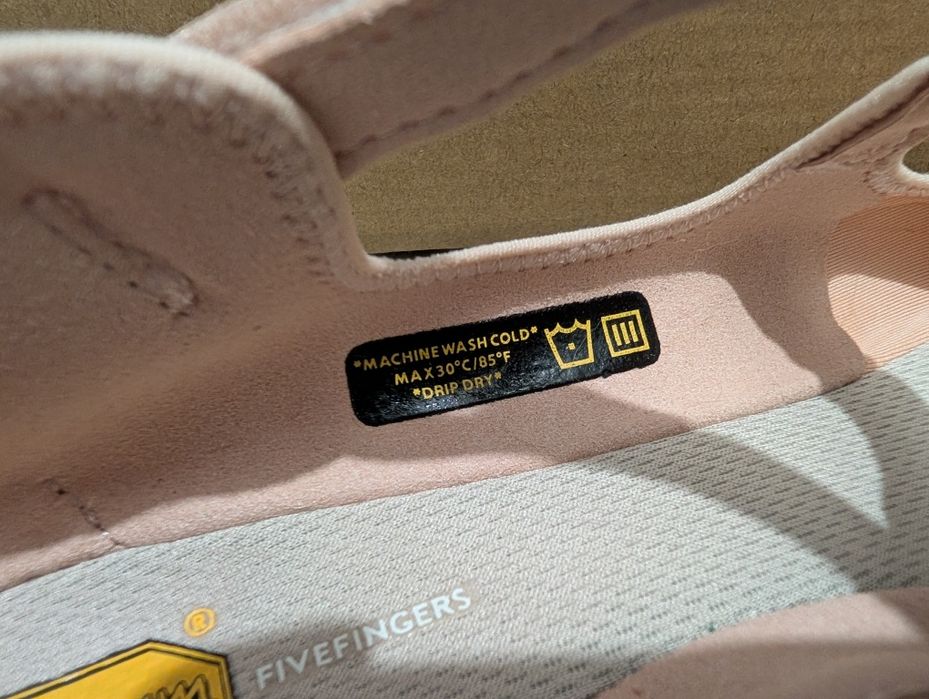 *MACHINE WASH COLD*
MAX 30°C/85°F
*DRIP DRY*
®
FIVEFINGERS